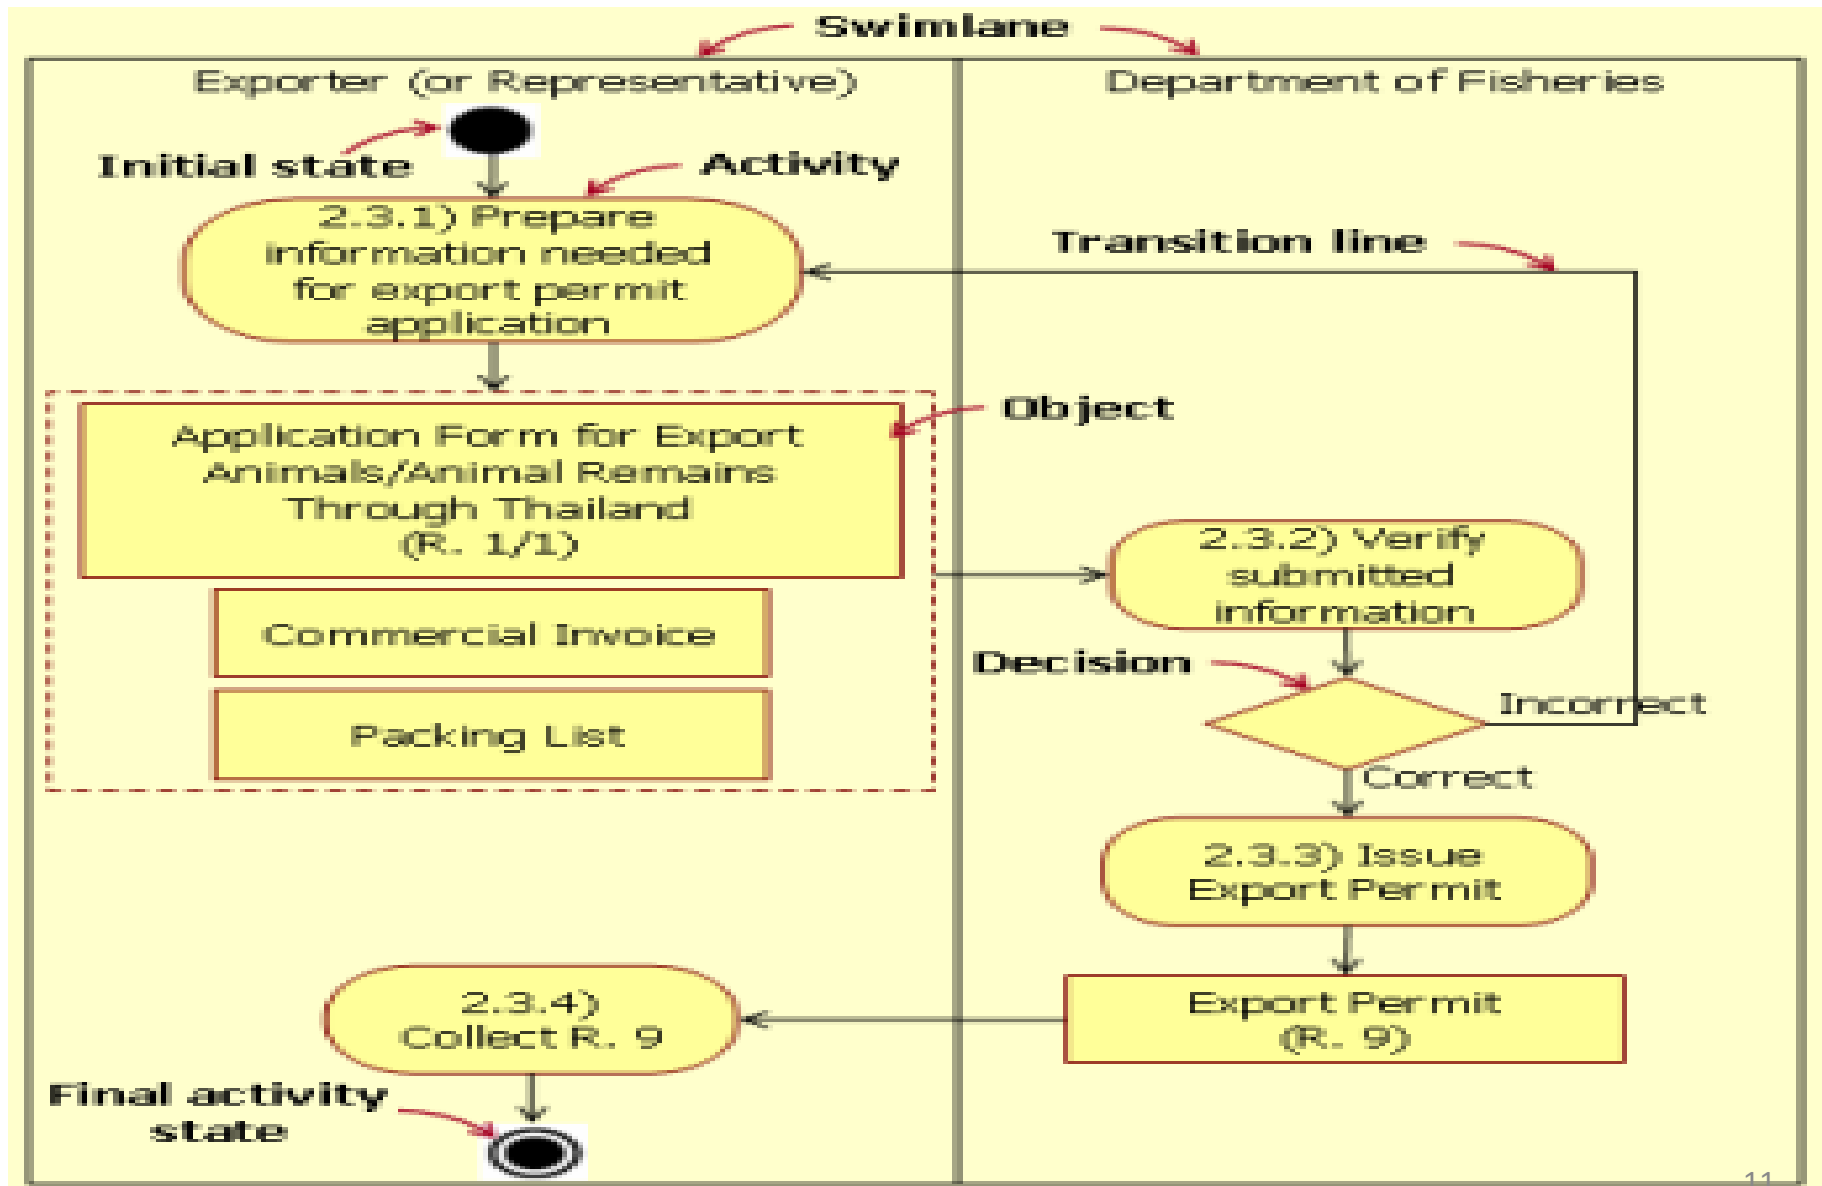 Swimlane
Exporter (or Representative)
Department of Fisheries
Initial state
Activity
2.3.1) Prepare
information needed
for export permit
application
Transition line
Object
Application Form for Export
Animals/Animal Remains
Through Thailand
(R. 1/1)
Commercial Invoice
Packing List
2.3.2) Verify
submitted
information
Decision
Incorrect
Correct
2.3.3) Issue
Export Permit
Export Permit
(R. 9)
2.3.4)
Collect R. 9
Final activity
state
11